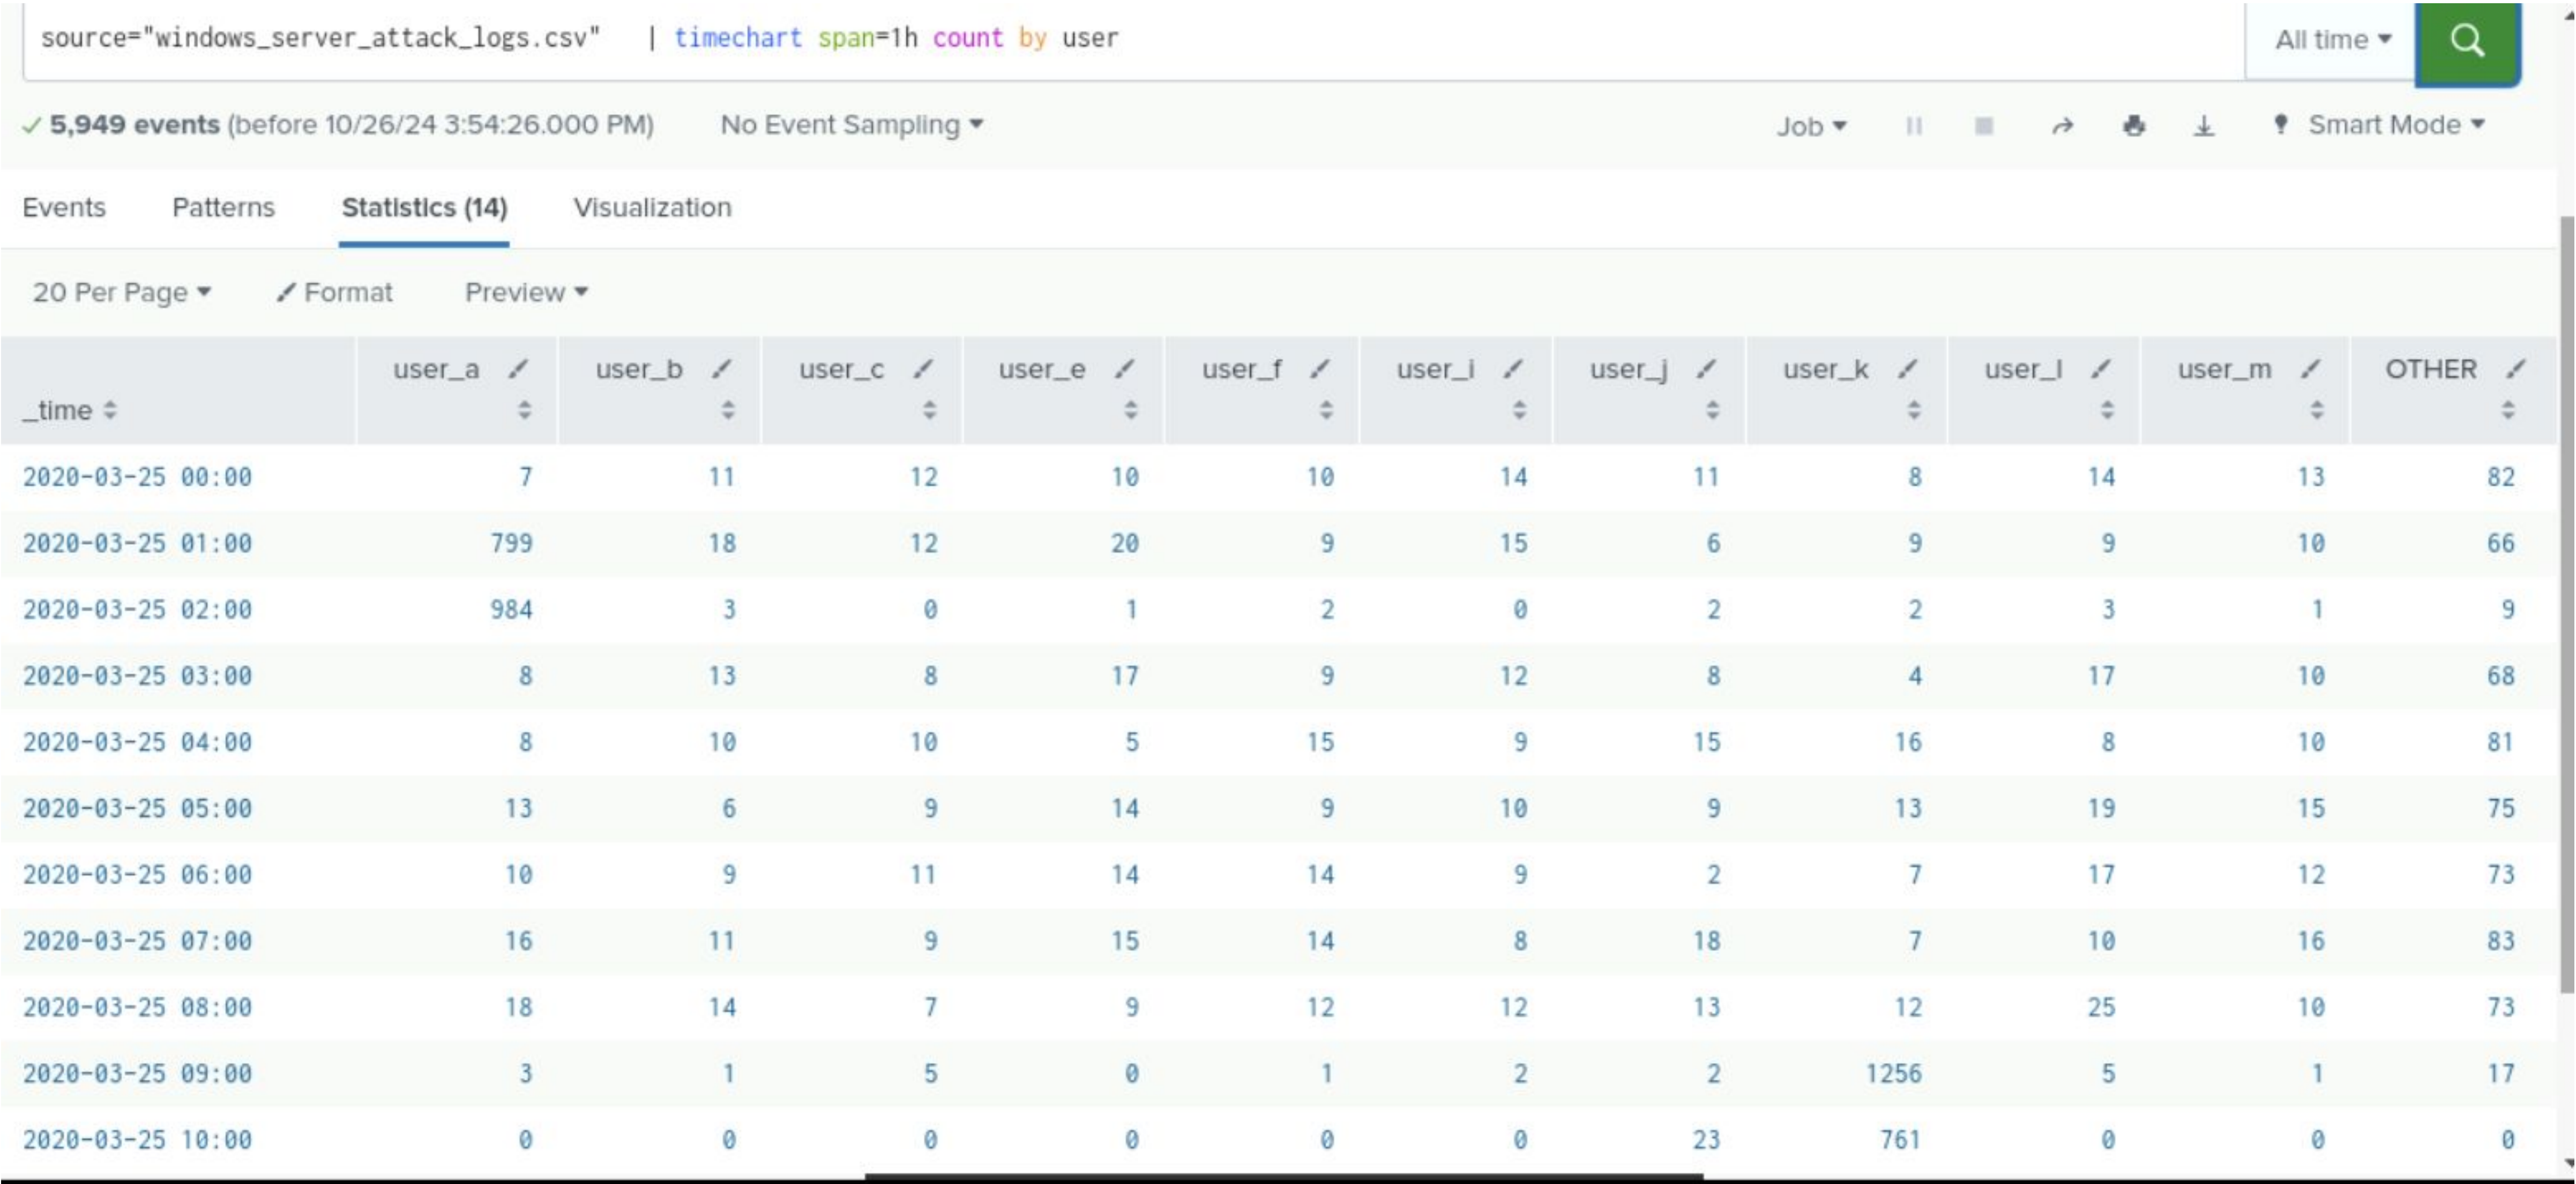 source="windows_server_attack_logs.csv" | timechart span=1h count by user All time
5,949 events (before 10/26/24 3:54:26.000 PM) No Event Sampling Job Smart Mode
Events Patterns Statistics (14) Visualization
20 Per Page Format Preview
_time user_a user_b user_c user_e user_f user_i user_j user_k user_l user_m OTHER
2020-03-25 00:00 7 11 12 10 10 14 11 8 14 13 82
2020-03-25 01:00 799 18 12 20 9 15 6 9 9 10 66
2020-03-25 02:00 984 3 0 1 2 0 2 2 3 1 9
2020-03-25 03:00 8 13 8 17 9 12 8 4 17 10 68
2020-03-25 04:00 8 10 10 5 15 9 15 16 8 10 81
2020-03-25 05:00 13 6 9 14 9 10 9 13 19 15 75
2020-03-25 06:00 10 9 11 14 14 9 2 7 17 12 73
2020-03-25 07:00 16 11 9 15 14 8 18 7 10 16 83
2020-03-25 08:00 18 14 7 9 12 12 13 12 25 10 73
2020-03-25 09:00 3 1 5 0 1 2 2 1256 5 1 17
2020-03-25 10:00 0 0 0 0 0 0 23 761 0 0 0